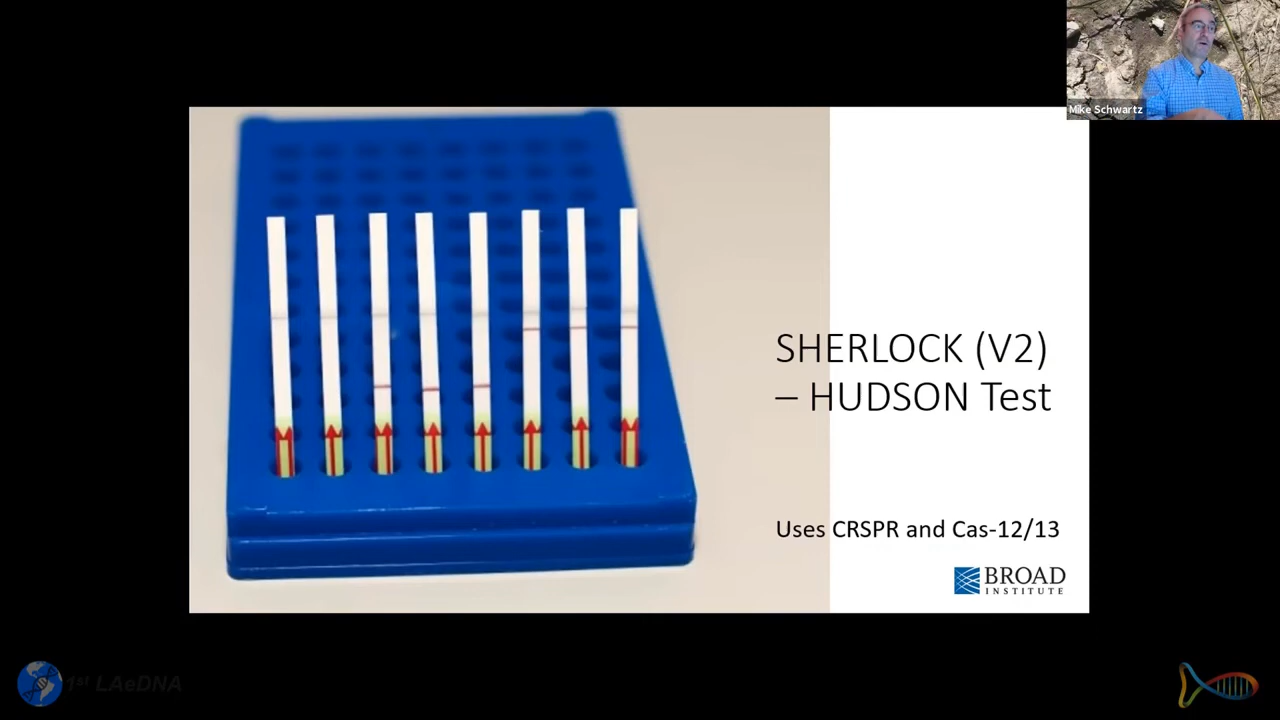 Mike Schwartz
SHERLOCK (V2)
– HUDSON Test
Uses CRSPR and Cas-12/13
BROAD
INSTITUTE
1st LAeDNA